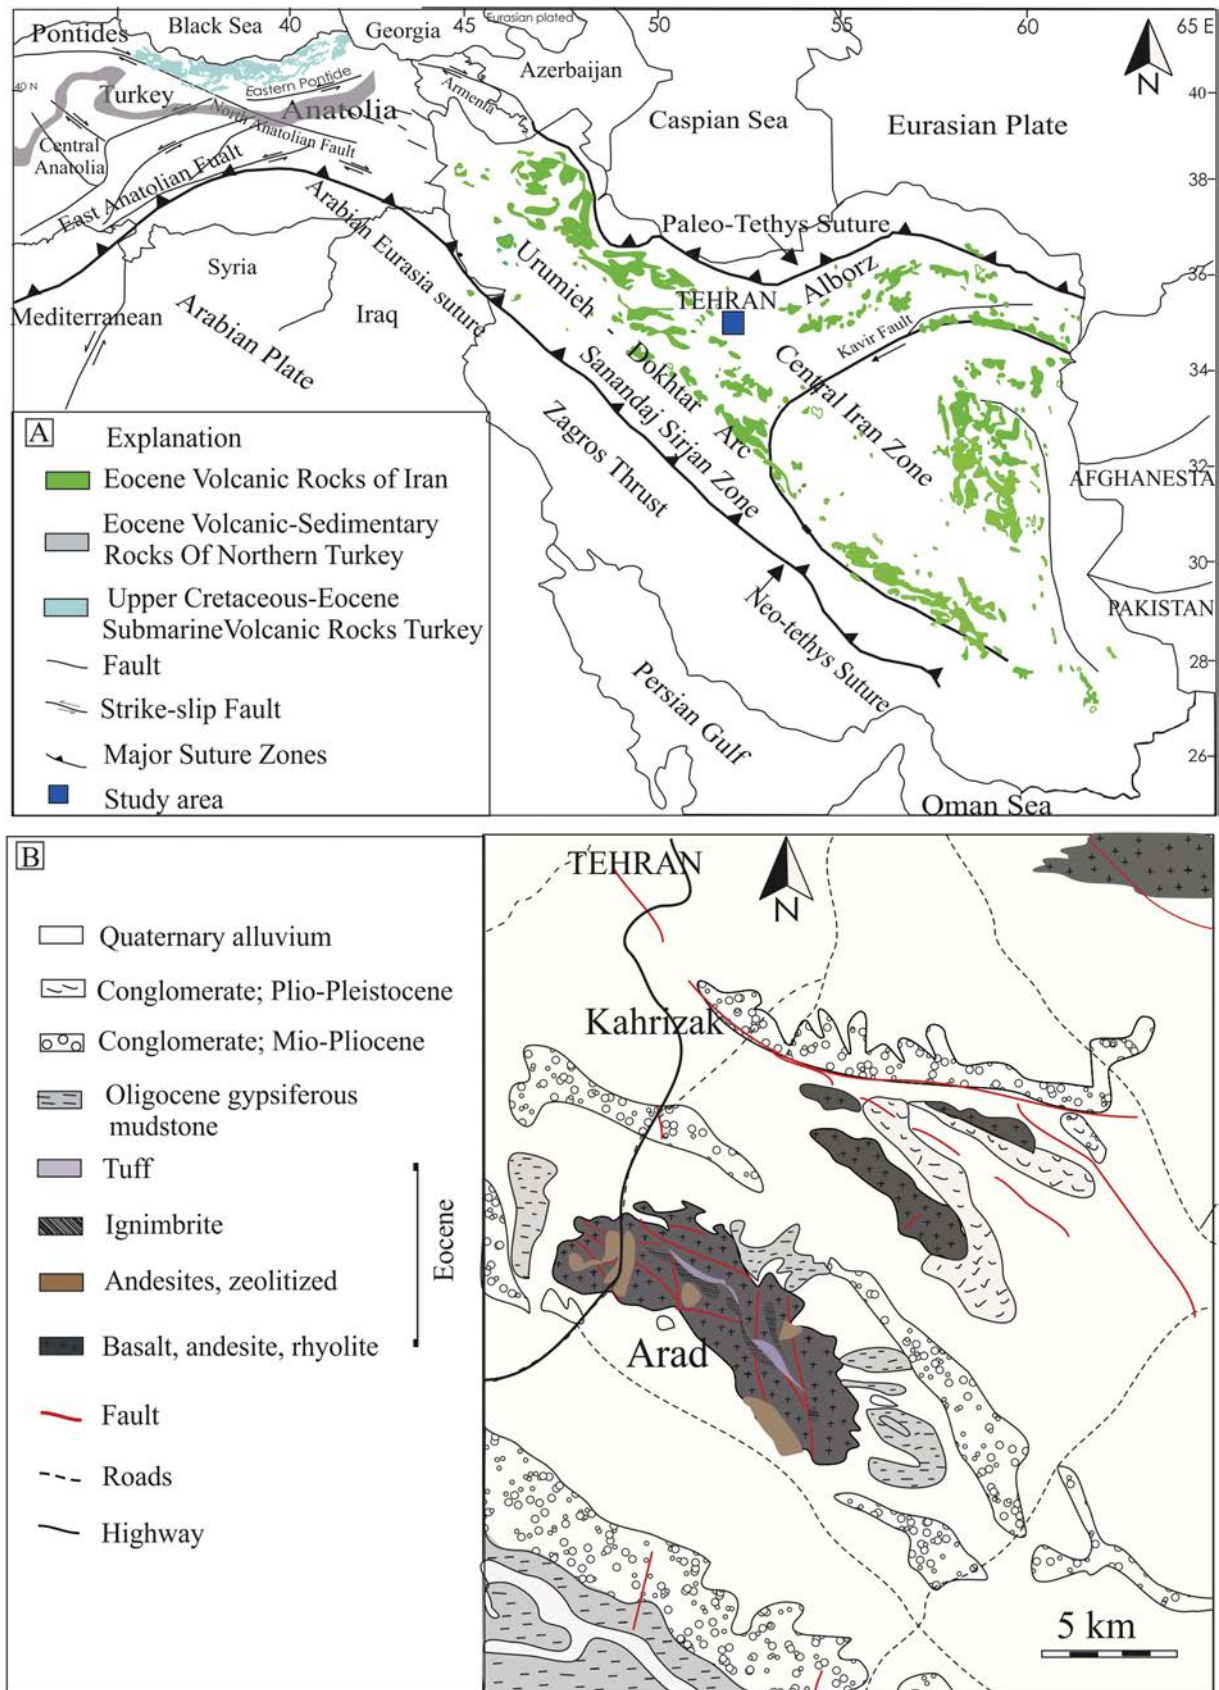 Black Sea
40
Georgia
45
Eurasian plated
50
55
60
65 E
Pontides
Azerbaijan
N
40 N
Turkey
Eastern Pontide
Armenia
40
Anatolia
North Anatolian Fault
Caspian Sea
Eurasian Plate
Central
Anatolia
East Anatolian Fualt
38
Arabian Eurasia suture
Paleo-Tethys Suture
Syria
Urumieh - Dokhtar Arc
Alborz
36
TEHRAN
Mediterranean
Arabian Plate
Iraq
Kavir Fault
Sanandaj Sirjan Zone
Central Iran Zone
34
Zagros Thrust
32
AFGHANESTA
30
Neo-tethys Suture
PAKISTAN
28
Persian Gulf
26
Oman Sea
A
Explanation
Eocene Volcanic Rocks of Iran
Eocene Volcanic-Sedimentary
Rocks Of Northern Turkey
Upper Cretaceous-Eocene
SubmarineVolcanic Rocks Turkey
Fault
Strike-slip Fault
Major Suture Zones
Study area
B
Quaternary alluvium
Conglomerate; Plio-Pleistocene
Conglomerate; Mio-Pliocene
Oligocene gypsiferous
mudstone
Tuff
Ignimbrite
Andesites, zeolitized
Basalt, andesite, rhyolite
Eocene
Fault
Roads
Highway
TEHRAN
N
Kahrizak
Arad
5 km